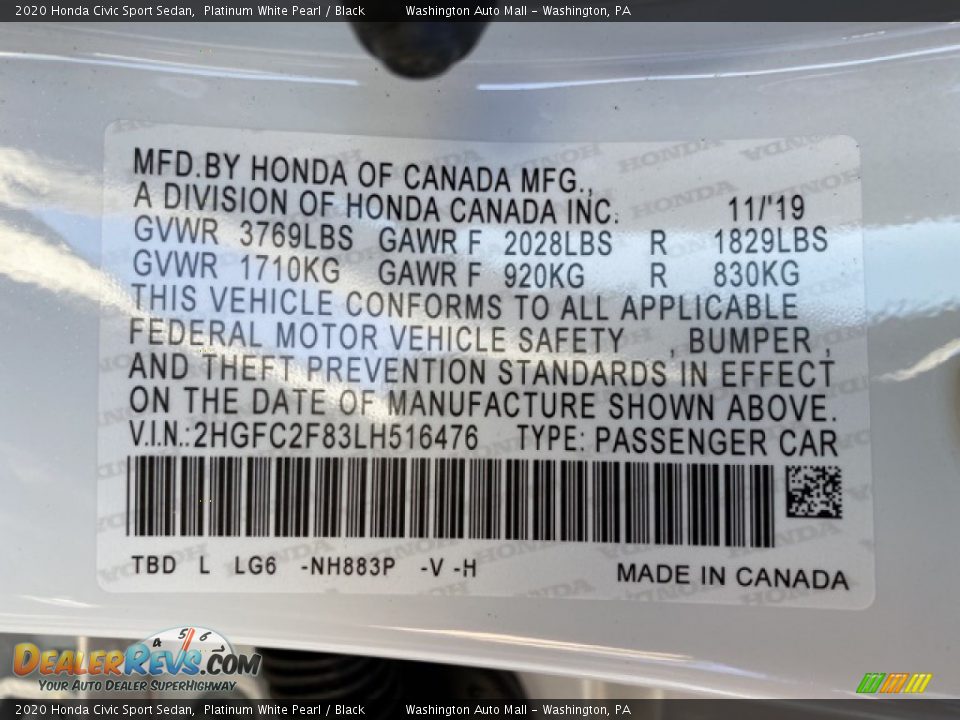 2020 Honda Civic Sport Sedan, Platinum White Pearl / Black Washington Auto Mall - Washington, PA
MFD.BY HONDA OF CANADA MFG.,
A DIVISION OF HONDA CANADA INC. 11/'19
GVWR 3769LBS GAWR F 2028LBS R 1829LBS
GVWR 1710KG GAWR F 920KG R 830KG
THIS VEHICLE CONFORMS TO ALL APPLICABLE
FEDERAL MOTOR VEHICLE SAFETY , BUMPER ,
AND THEFT PREVENTION STANDARDS IN EFFECT
ON THE DATE OF MANUFACTURE SHOWN ABOVE.
V.I.N.:2HGFC2F83LH516476 TYPE: PASSENGER CAR
TBD L LG6 -NH883P -V -H
MADE IN CANADA
4 5 6
DEALERREVS.COM
YOUR AUTO DEALER SUPERHIGHWAY
2020 Honda Civic Sport Sedan, Platinum White Pearl / Black Washington Auto Mall - Washington, PA